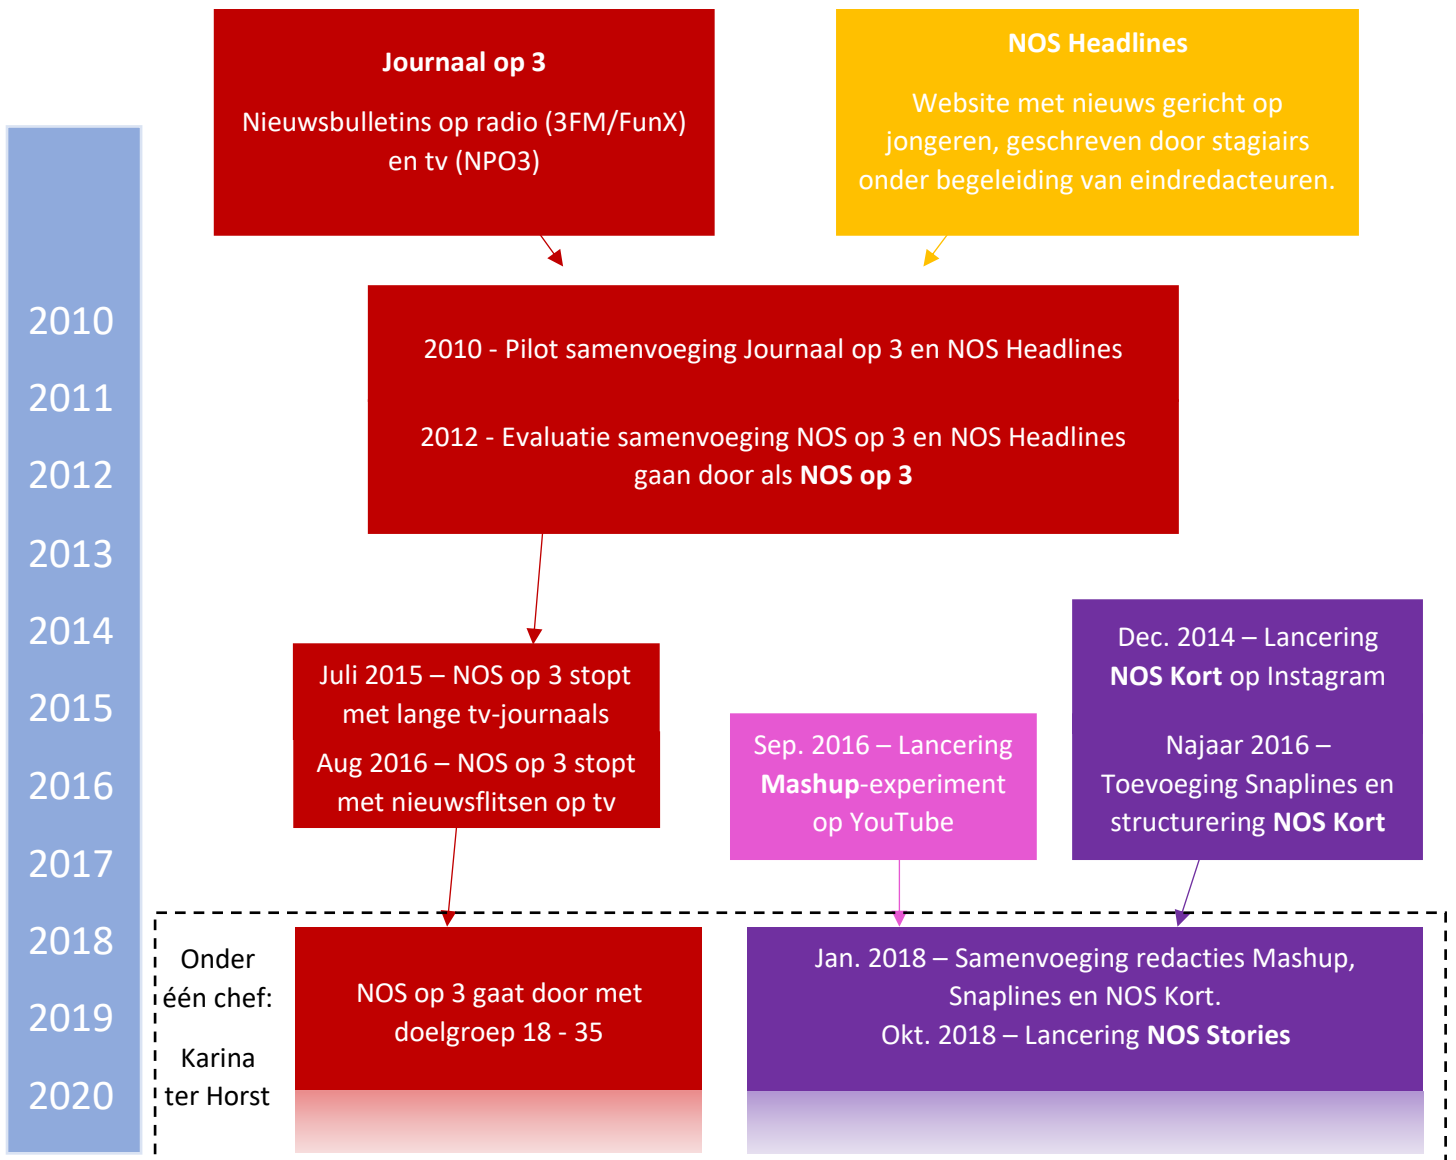 Journaal op 3
Nieuwsbulletins op radio (3FM/FunX)
en tv (NPO3)
NOS Headlines
Website met nieuws gericht op
jongeren, geschreven door stagiairs
onder begeleiding van eindredacteuren.
2010
2011
2012
2013
2014
2015
2016
2017
2018
2019
2020
2010 - Pilot samenvoeging Journaal op 3 en NOS Headlines
2012 - Evaluatie samenvoeging NOS op 3 en NOS Headlines
gaan door als NOS op 3
Juli 2015 – NOS op 3 stopt
met lange tv-journaals
Aug 2016 – NOS op 3 stopt
met nieuwsflitsen op tv
Sep. 2016 – Lancering
Mashup-experiment
op YouTube
Dec. 2014 – Lancering
NOS Kort op Instagram
Najaar 2016 –
Toevoeging Snaplines en
structurering NOS Kort
Onder
één chef:
Karina
ter Horst
NOS op 3 gaat door met
doelgroep 18 - 35
Jan. 2018 – Samenvoeging redacties Mashup,
Snaplines en NOS Kort.
Okt. 2018 – Lancering NOS Stories